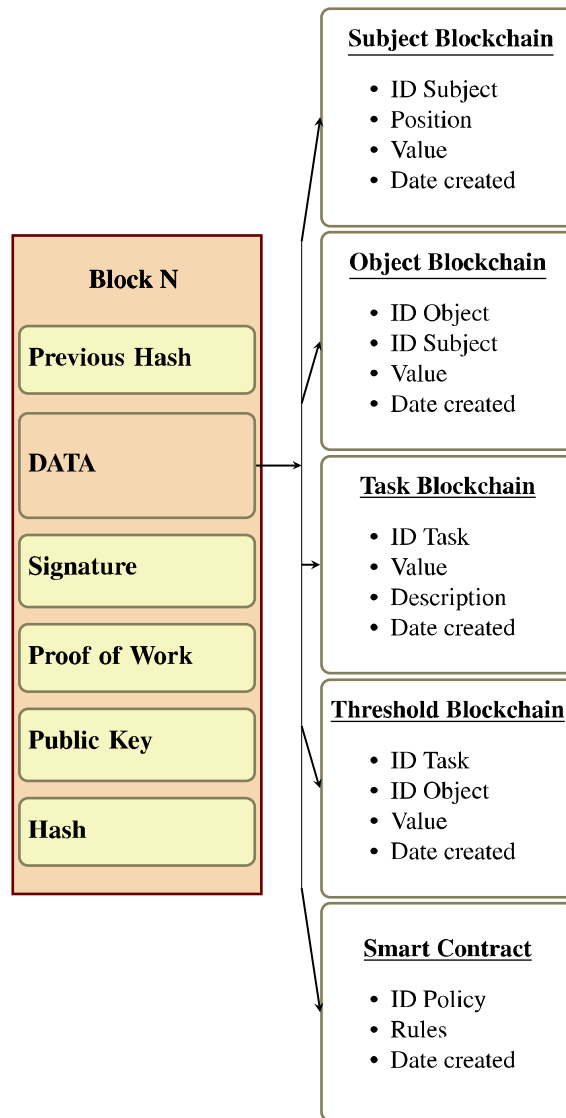 Block N
Previous Hash
DATA
Signature
Proof of Work
Public Key
Hash
Subject Blockchain
• ID Subject
• Position
• Value
• Date created
Object Blockchain
• ID Object
• ID Subject
• Value
• Date created
Task Blockchain
• ID Task
• Value
• Description
• Date created
Threshold Blockchain
• ID Task
• ID Object
• Value
• Date created
Smart Contract
• ID Policy
• Rules
• Date created